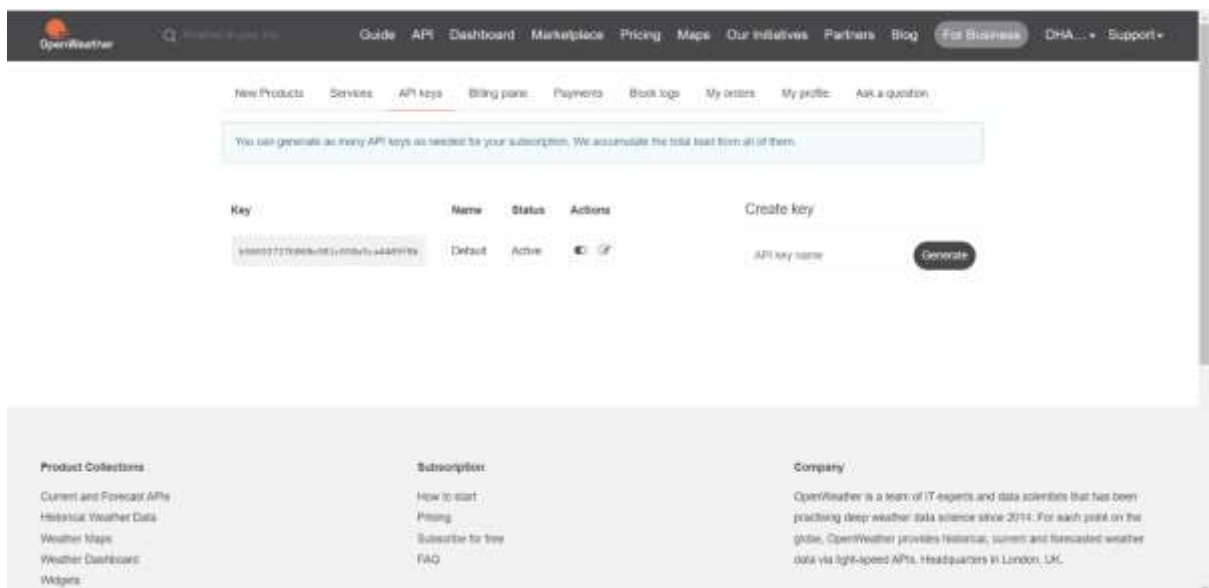 OpenWeather
Guide API Dashboard Marketplace Pricing Maps Our Initiatives Partners Blog For Business DHA... Support
New Products Services API keys Billing plans Payments Block logs My orders My profile Ask a question
You can generate as many API keys as needed for your subscription. We accumulate the total load from all of them.
Key Name Status Actions Create key
Default Active API key name Generate
Product Collections
Current and Forecast APIs
Historical Weather Data
Weather Maps
Weather Dashboard
Widgets
Subscription
How to start
Pricing
Subscribe for free
FAQ
Company
OpenWeather is a team of IT experts and data scientists that has been
practising deep weather data science since 2014. For each point on the
globe, OpenWeather provides historical, current and forecasted weather
data via light-speed APIs. Headquarters in London, UK.